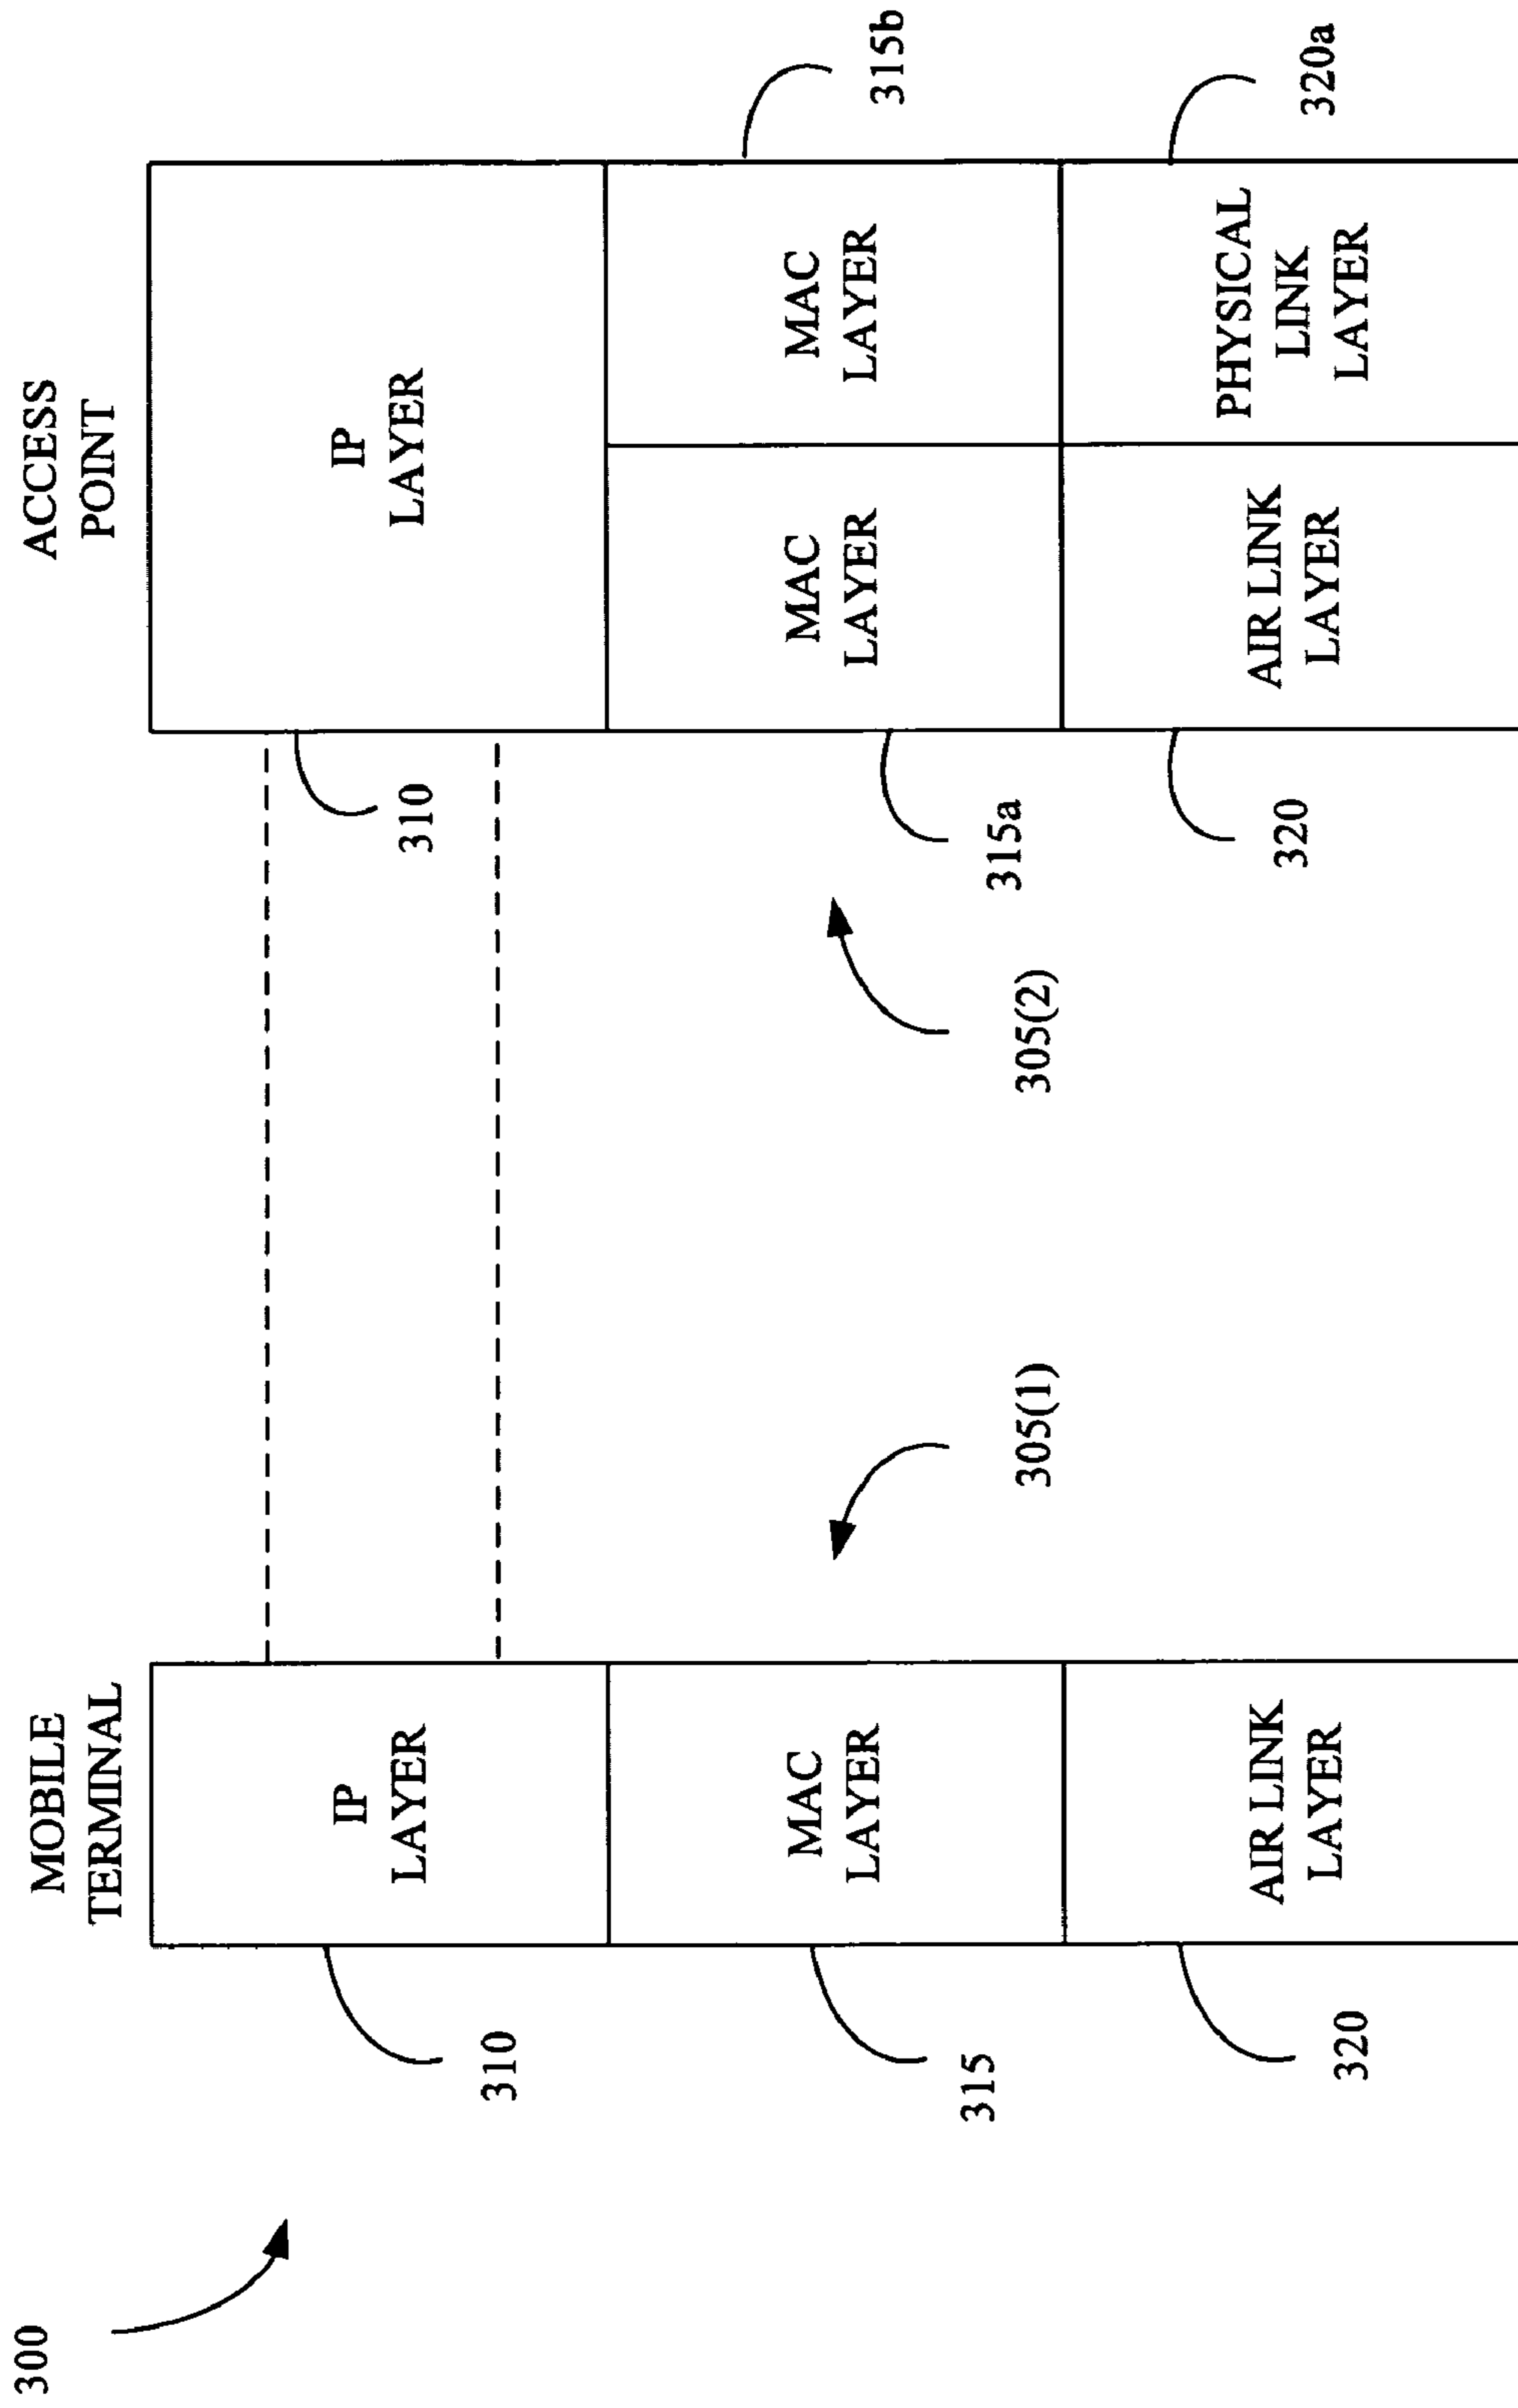 300
MOBILE
TERMINAL
ACCESS
POINT
IP
LAYER
IP
LAYER
310
310
MAC
LAYER
MAC
LAYER
MAC
LAYER
315
305(1)
305(2)
315a
315b
AIR LINK
LAYER
AIR LINK
LAYER
PHYSICAL
LINK
LAYER
320
320
320a